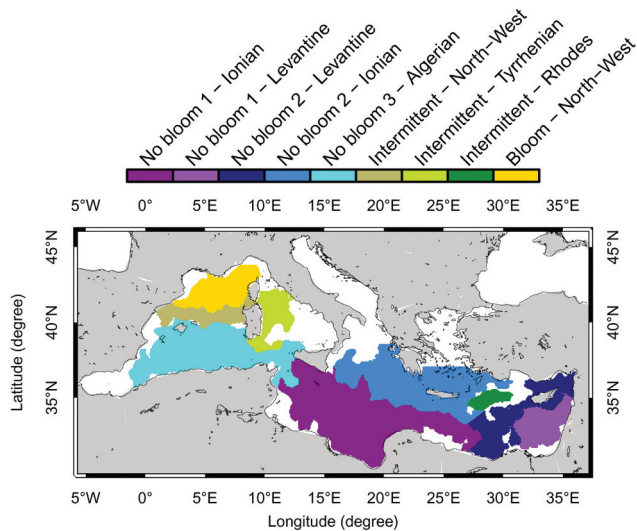 No bloom 1 – Ionian
No bloom 1 – Levantine
No bloom 2 – Levantine
No bloom 2 – Ionian
No bloom 3 – Algerian
Intermittent – North–West
Intermittent – Tyrrhenian
Intermittent – Rhodes
Bloom – North–West
5°W 0° 5°E 10°E 15°E 20°E 25°E 30°E 35°E
45°N 45°N
40°N 40°N
35°N 35°N
Latitude (degree)
5°W 0° 5°E 10°E 15°E 20°E 25°E 30°E 35°E
Longitude (degree)